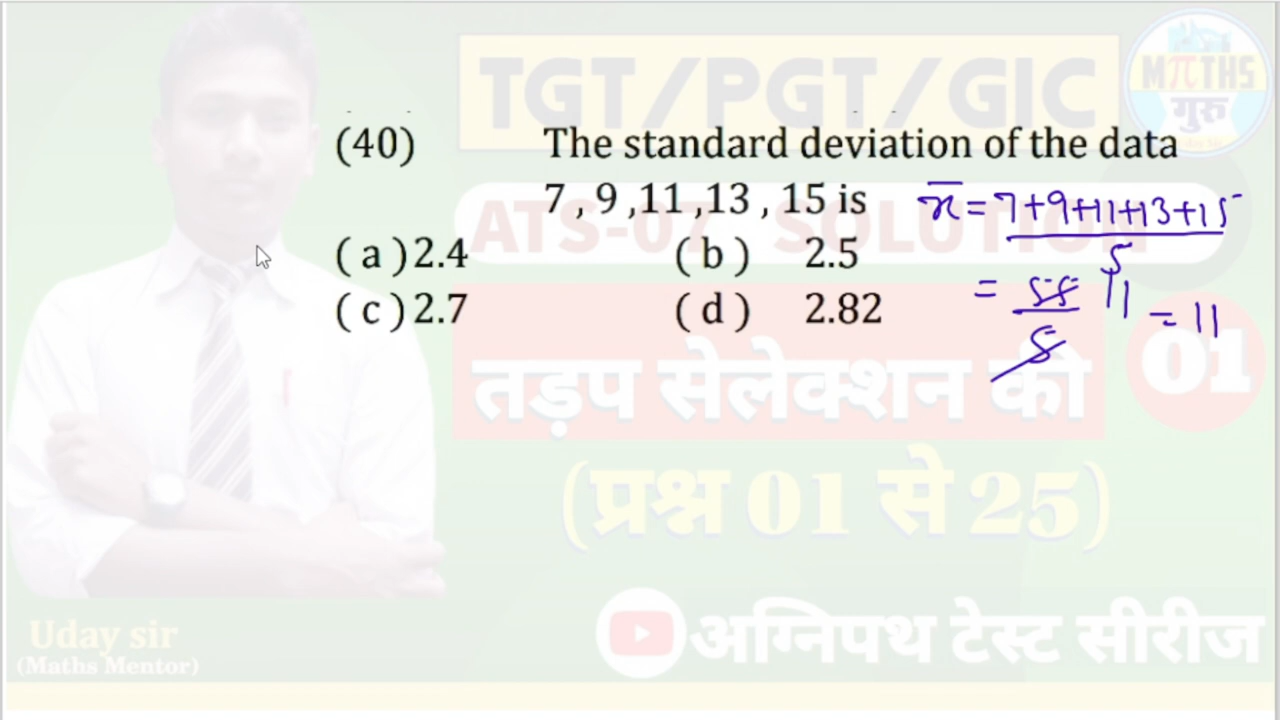 TGT/PGT/GIC
MπTHS
गुरु
(40) The standard deviation of the data
7 , 9 ,11 ,13 , 15 is
x̄ = 7+9+11+13+15
5
ATS-07 SOLUTION
( a )2.4 ( b ) 2.5
( c )2.7 ( d ) 2.82
= 55 11 = 11
5
तड़प सेलेक्शन की 01
(प्रश्न 01 से 25)
Uday sir
(Maths Mentor)
अग्निपथ टेस्ट सीरीज